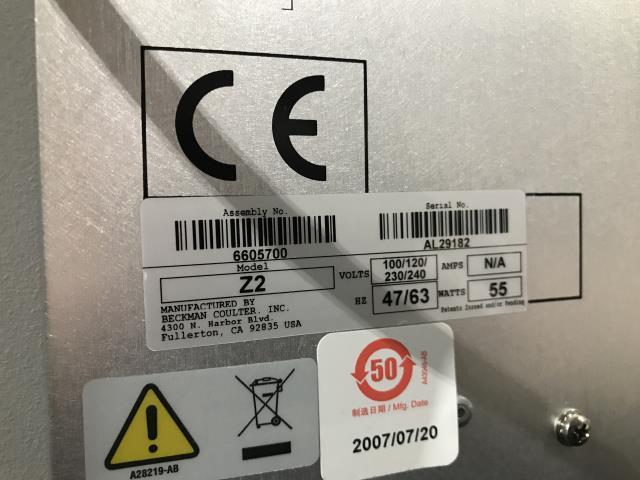 CE
Assembly No.
6605700
Serial No.
AL29182
Model
Z2
VOLTS
100/120/
230/240
AMPS
N/A
HZ
47/63
WATTS
55
Patents Issued and/or Pending
MANUFACTURED BY
BECKMAN COULTER, INC.
4300 N. Harbor Blvd.
Fullerton, CA 92835 USA
A28219-AB
50
制造日期 / Mfg. Date
2007/07/20